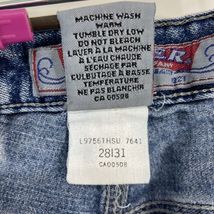 MACHINE WASH
WARM
TUMBLE DRY LOW
DO NOT BLEACH
LAVER À LA MACHINE
À L'EAU CHAUDE
SÉCHAGE PAR
CULBUTAGE À BASSE
TEMPÉRATURE
NE PAS BLANCHIR
CA 00508
L9756THSU 7641
28131
CA00508